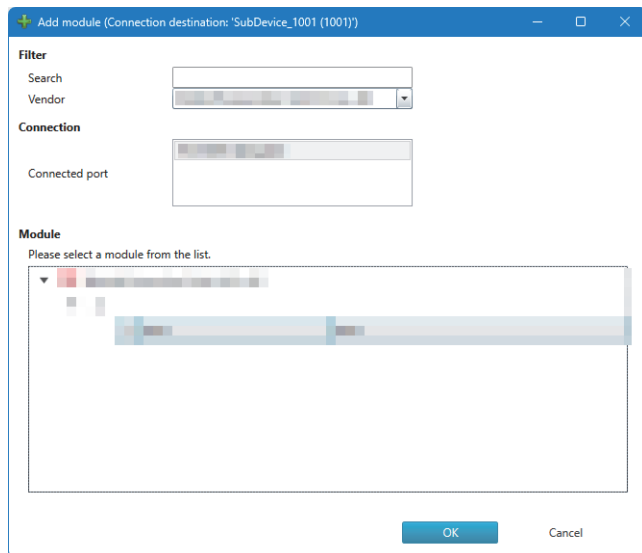 Add module (Connection destination: 'SubDevice_1001 (1001)')
Filter
Search
Vendor
Connection
Connected port
Module
Please select a module from the list.
OK Cancel